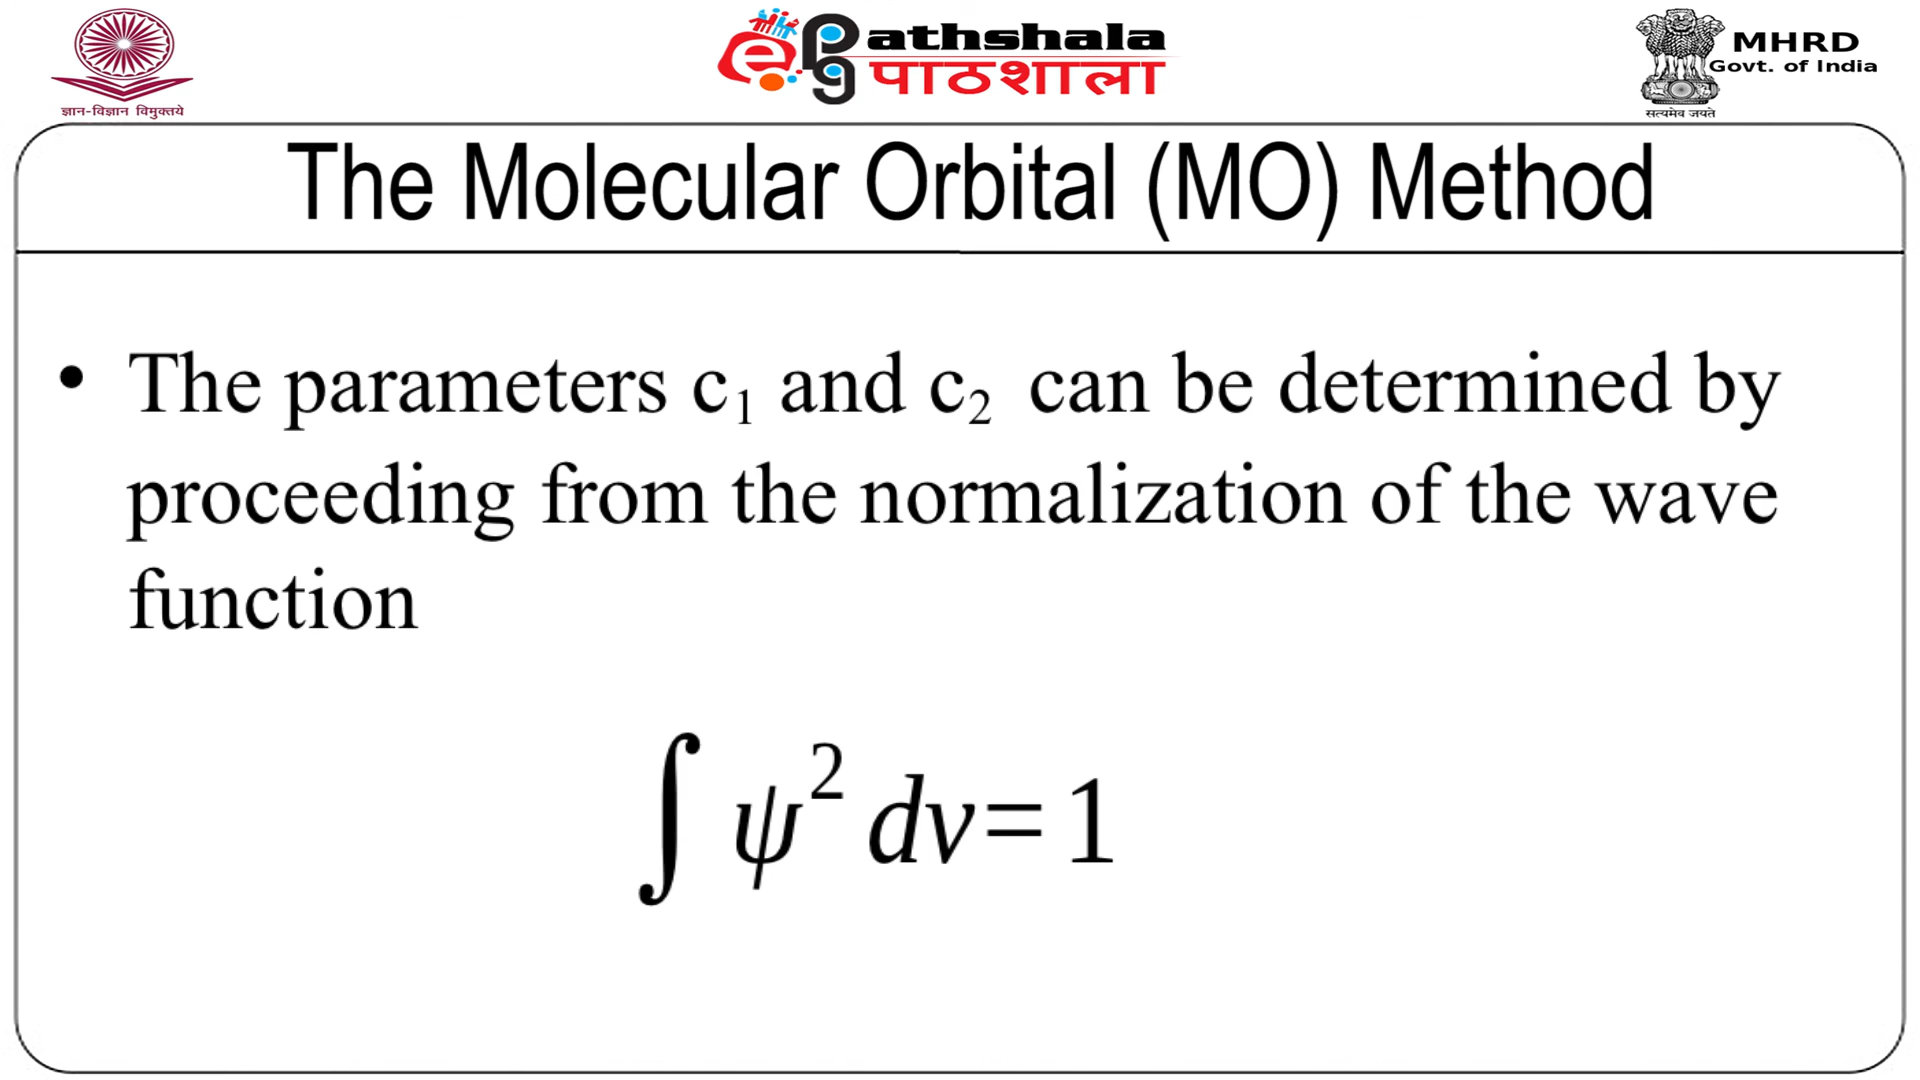 ज्ञान-विज्ञान विमुक्तये
ePG athshala
पाठशाला
MHRD
Govt. of India
सत्यमेव जयते
The Molecular Orbital (MO) Method
• The parameters c₁ and c₂ can be determined by
proceeding from the normalization of the wave
function
∫ ψ² dv = 1